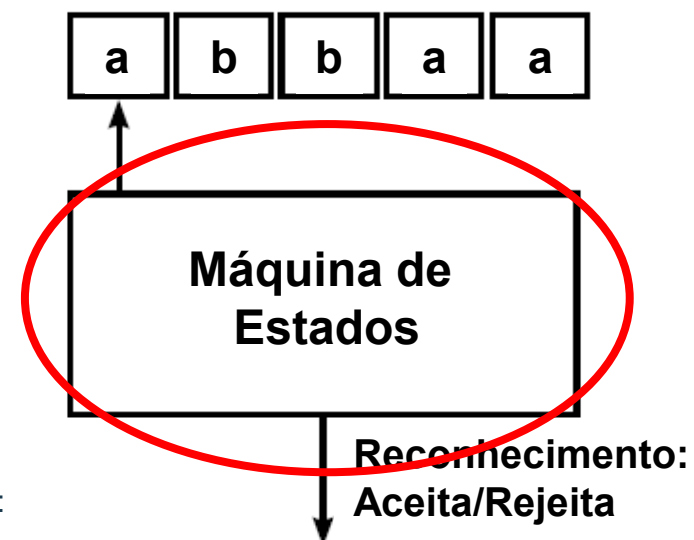 a b b a a
Máquina de
Estados
Reconhecimento:
Aceita/Rejeita
: